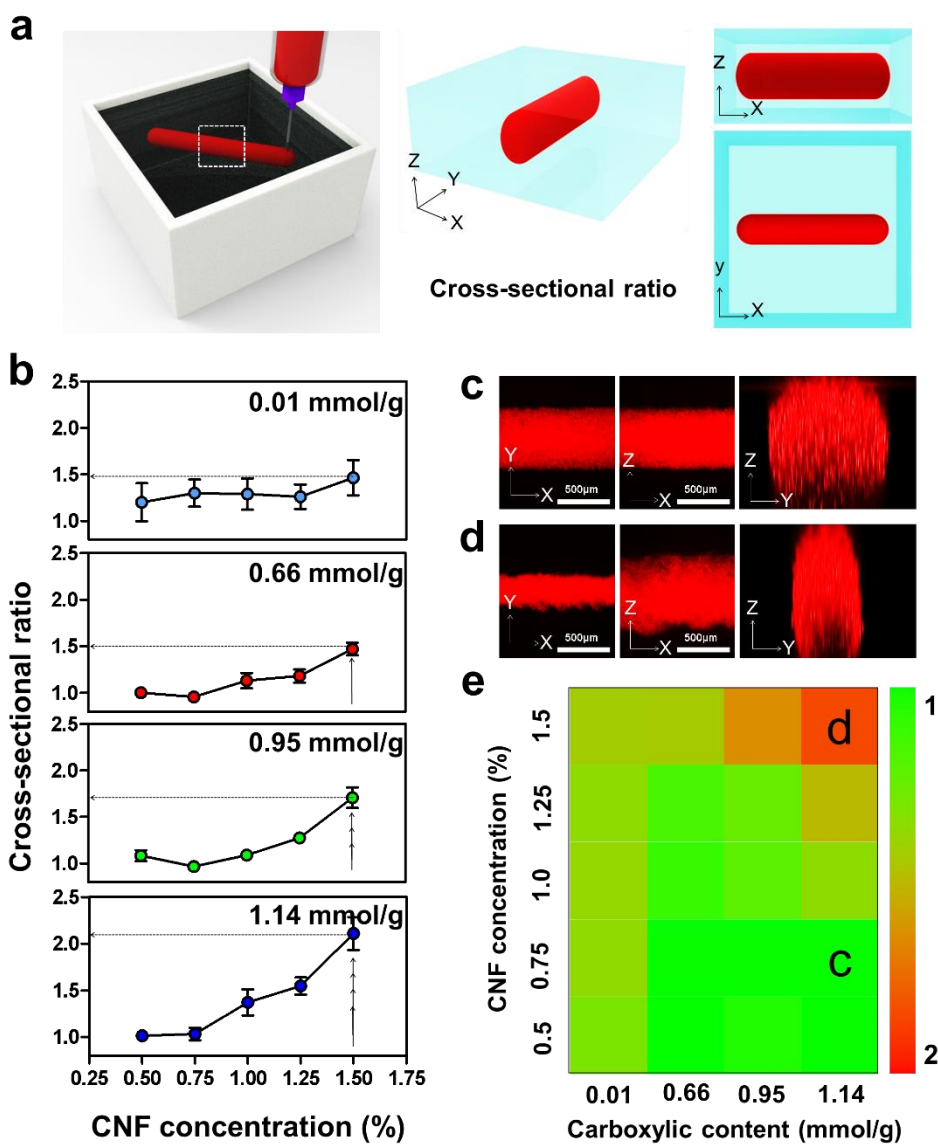 a
Z
Y
X
Cross-sectional ratio
Z
X
y
X
b
Cross-sectional ratio
2.5
2.0
1.5
1.0
0.01 mmol/g
2.5
2.0
1.5
1.0
0.66 mmol/g
2.5
2.0
1.5
1.0
0.95 mmol/g
2.5
2.0
1.5
1.0
1.14 mmol/g
0.25 0.50 0.75 1.00 1.25 1.50 1.75
CNF concentration (%)
c
Y
X
500μm
Z
X
500μm
Z
Y
d
Y
X
500μm
Z
X
500μm
Z
Y
e
CNF concentration (%)
1.5
1.25
1.0
0.75
0.5
d
c
0.01 0.66 0.95 1.14
Carboxylic content (mmol/g)
1
2